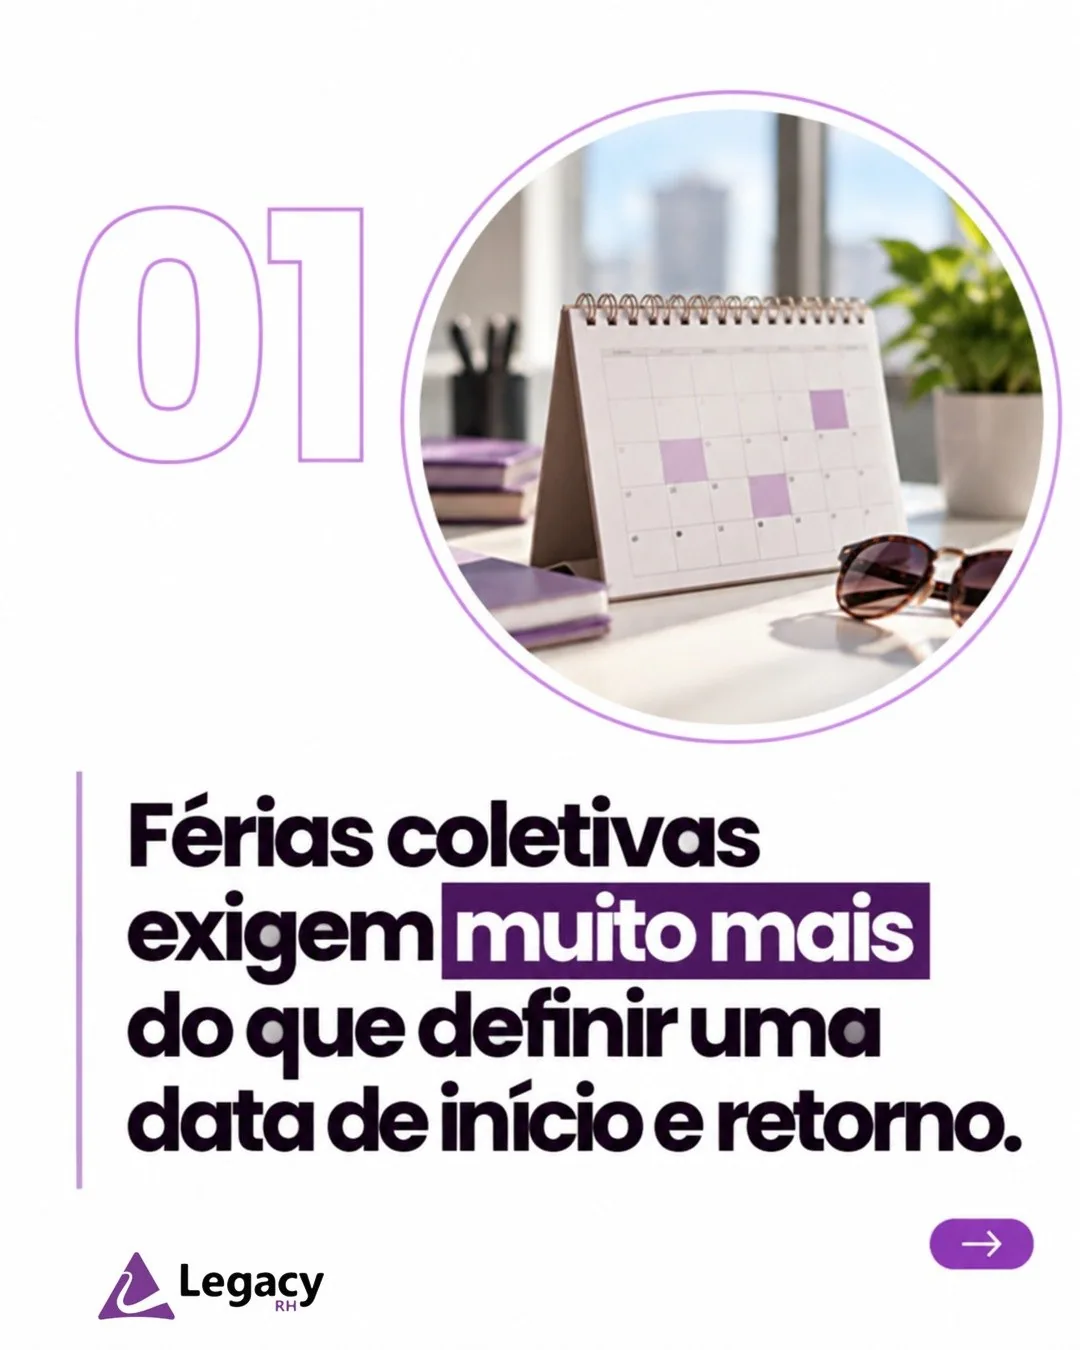 01
Férias coletivas
exigem muito mais
do que definir uma
data de início e retorno.
Legacy
RH